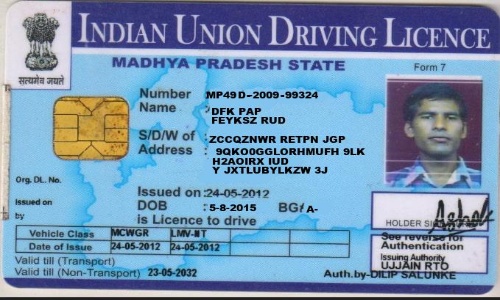 INDIAN UNION DRIVING LICENCE
सत्यमेव जयते
MADHYA PRADESH STATE
Form 7
Number : MP49D-2009-99324
Name : DFK PAP
FEYKSZ RUD
S/D/W of : ZCCQZNWR RETPN JGP
Address : 9QKO0GGLORHMUFH 9LK
H2AOIRX IUD
Y JXTLUBYLKZW 3J
Org. DL. No.
Issued on
by
Issued on:24-05-2012
DOB : 5-8-2015 BG: A-
is Licence to drive
HOLDER
Vehicle Class MCWGR LMV-NT
Date of Issue 24-05-2012 24-05-2012
Valid till (Transport)
Valid till (Non-Transport) 23-05-2032
See reverse for
Authentication
Issuing Authority
UJJAIN RTO
Auth.by-DILIP SALUNKE